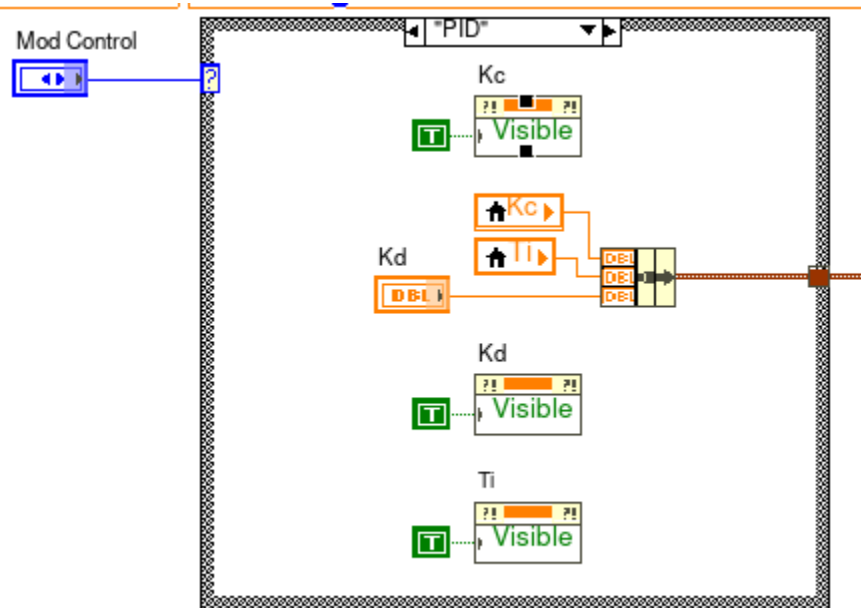 "PID"
Mod Control
?
Kc
?! ?!
T Visible
Kc
Ti
DBL
DBL
DBL
Kd
DBL
Kd
?! ?!
T Visible
Ti
?! ?!
T Visible